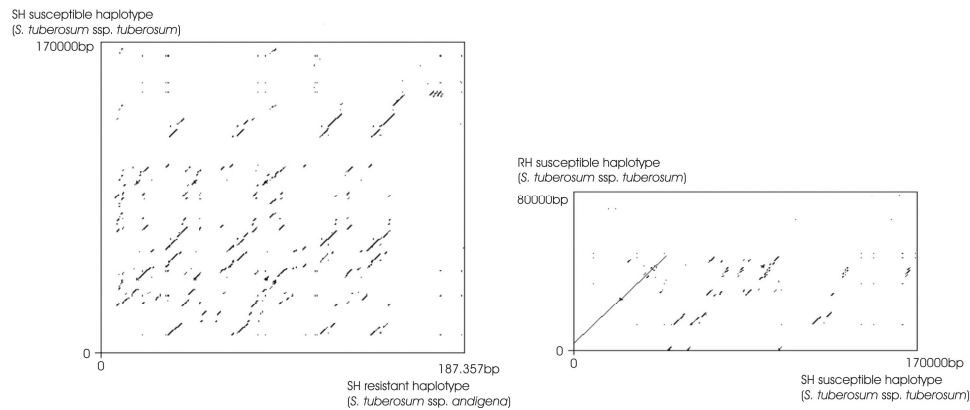 SH susceptible haplotype
(S. tuberosum ssp. tuberosum)
170000bp
0
0
187.357bp
SH resistant haplotype
(S. tuberosum ssp. andigena)
RH susceptible haplotype
(S. tuberosum ssp. tuberosum)
80000bp
0
0
170000bp
SH susceptible haplotype
(S. tuberosum ssp. tuberosum)